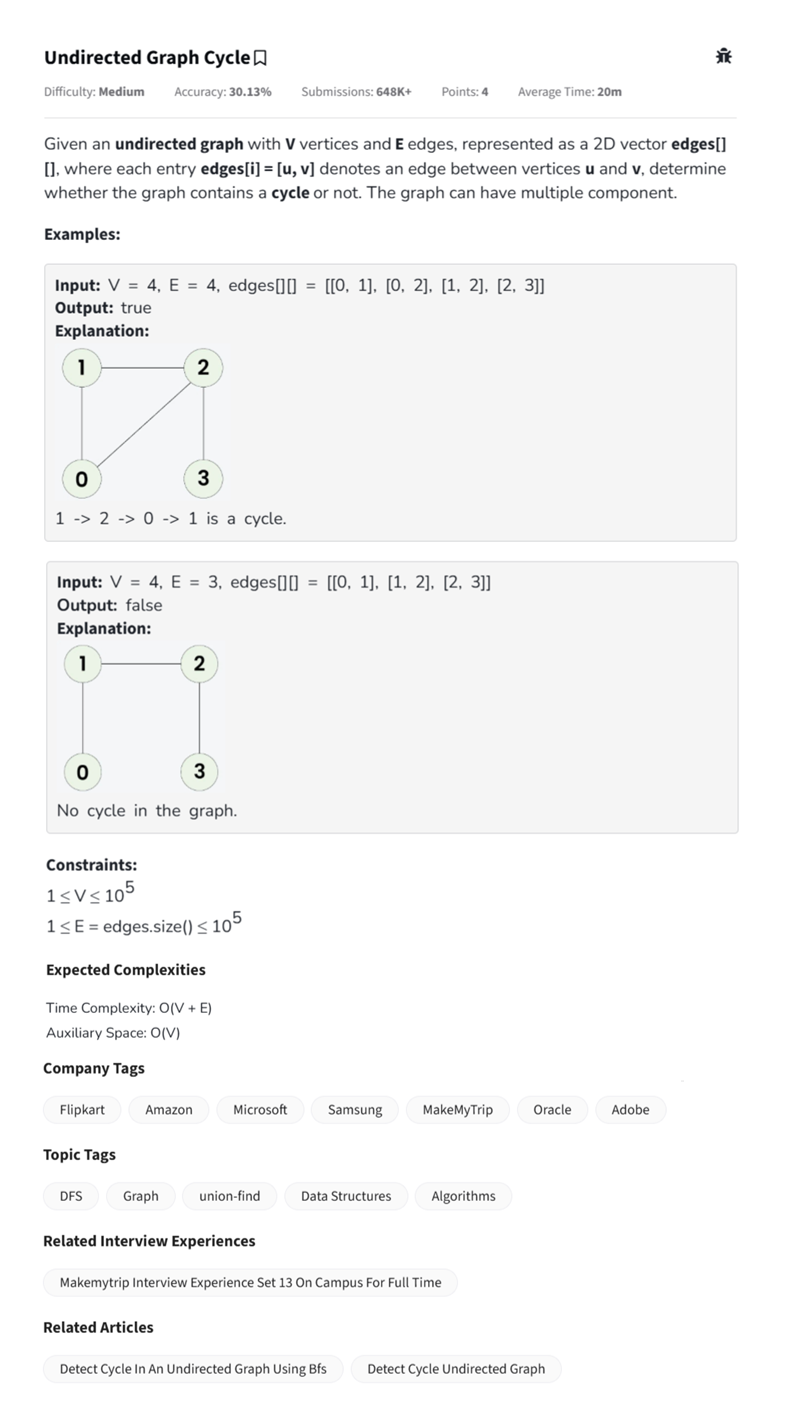 Undirected Graph Cycle
Difficulty: Medium Accuracy: 30.13% Submissions: 648K+ Points: 4 Average Time: 20m
Given an undirected graph with V vertices and E edges, represented as a 2D vector edges[]
[], where each entry edges[i] = [u, v] denotes an edge between vertices u and v, determine
whether the graph contains a cycle or not. The graph can have multiple component.
Examples:
Input: V = 4, E = 4, edges[][] = [[0, 1], [0, 2], [1, 2], [2, 3]]
Output: true
Explanation:
1 2
0 3
1 -> 2 -> 0 -> 1 is a cycle.
Input: V = 4, E = 3, edges[][] = [[0, 1], [1, 2], [2, 3]]
Output: false
Explanation:
1 2
0 3
No cycle in the graph.
Constraints:
1 ≤ V ≤ 10^5
1 ≤ E = edges.size() ≤ 10^5
Expected Complexities
Time Complexity: O(V + E)
Auxiliary Space: O(V)
Company Tags
Flipkart Amazon Microsoft Samsung MakeMyTrip Oracle Adobe
Topic Tags
DFS Graph union-find Data Structures Algorithms
Related Interview Experiences
Makemytrip Interview Experience Set 13 On Campus For Full Time
Related Articles
Detect Cycle In An Undirected Graph Using Bfs Detect Cycle Undirected Graph